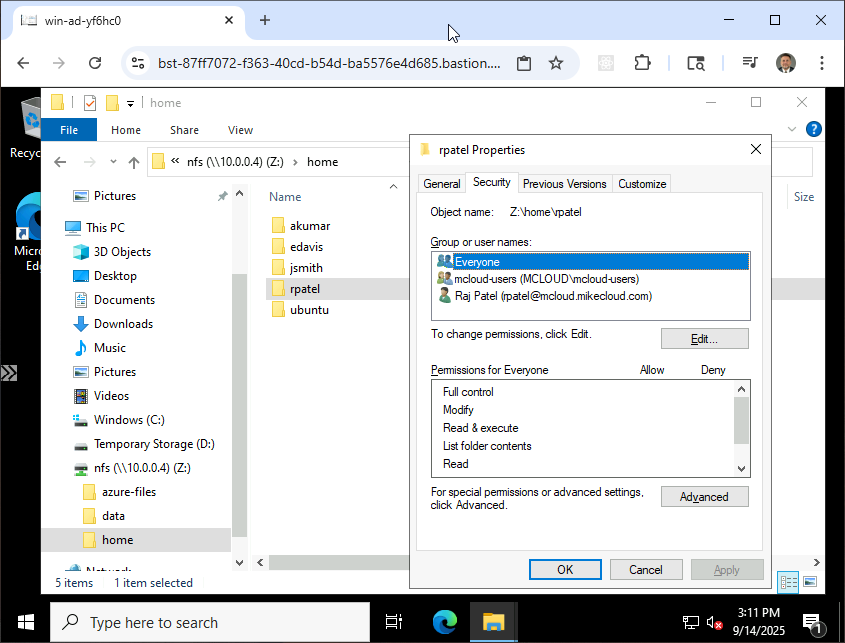 win-ad-yf6hc0
bst-87ff7072-f363-40cd-b54d-ba5576e4d685.bastion....
home
File Home Share View
nfs (\\10.0.0.4) (Z:) home
Recyc
Micro
Ed
Pictures
This PC
3D Objects
Desktop
Documents
Downloads
Music
Pictures
Videos
Windows (C:)
Temporary Storage (D:)
nfs (\\10.0.0.4) (Z:)
azure-files
data
home
Network
Name
Size
akumar
edavis
jsmith
rpatel
ubuntu
5 items 1 item selected
rpatel Properties
General Security Previous Versions Customize
Object name: Z:\home\rpatel
Group or user names:
Everyone
mcloud-users (MCLOUD\mcloud-users)
Raj Patel (rpatel@mcloud.mikecloud.com)
To change permissions, click Edit.
Edit...
Permissions for Everyone Allow Deny
Full control
Modify
Read & execute
List folder contents
Read
For special permissions or advanced settings,
click Advanced.
Advanced
OK Cancel Apply
Type here to search
3:11 PM
9/14/2025
1